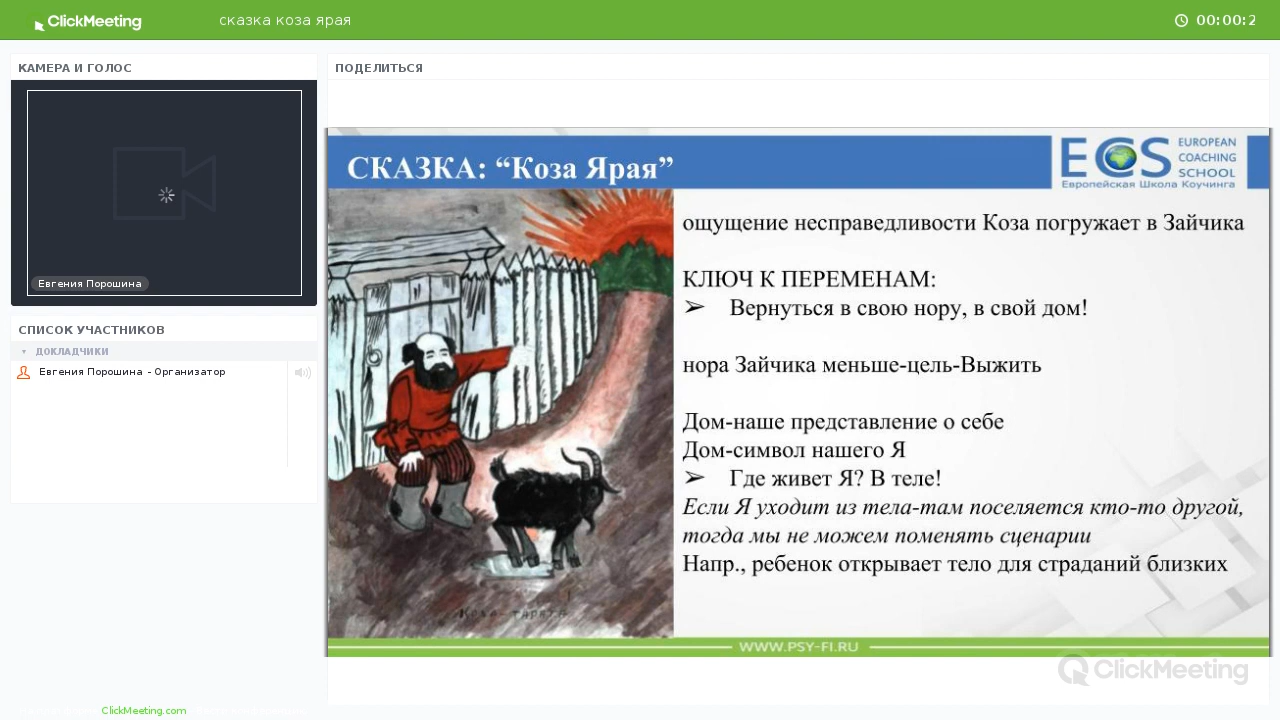 ClickMeeting
сказка коза ярая
00:00:2
КАМЕРА И ГОЛОС
Евгения Порошина
СПИСОК УЧАСТНИКОВ
ДОКЛАДЧИКИ
Евгения Порошина - Организатор
ClickMeeting.com
ПОДЕЛИТЬСЯ
СКАЗКА: “Коза Ярая”
ECS
EUROPEAN
COACHING
SCHOOL
Европейская Школа Коучинга
ощущение несправедливости Коза погружает в Зайчика
КЛЮЧ К ПЕРЕМЕНАМ:
➢ Вернуться в свою нору, в свой дом!
нора Зайчика меньше-цель-Выжить
Дом-наше представление о себе
Дом-символ нашего Я
➢ Где живет Я? В теле!
Если Я уходит из тела-там поселяется кто-то другой,
тогда мы не можем поменять сценарии
Напр., ребенок открывает тело для страданий близких
WWW.PSY-FI.RU
ClickMeeting